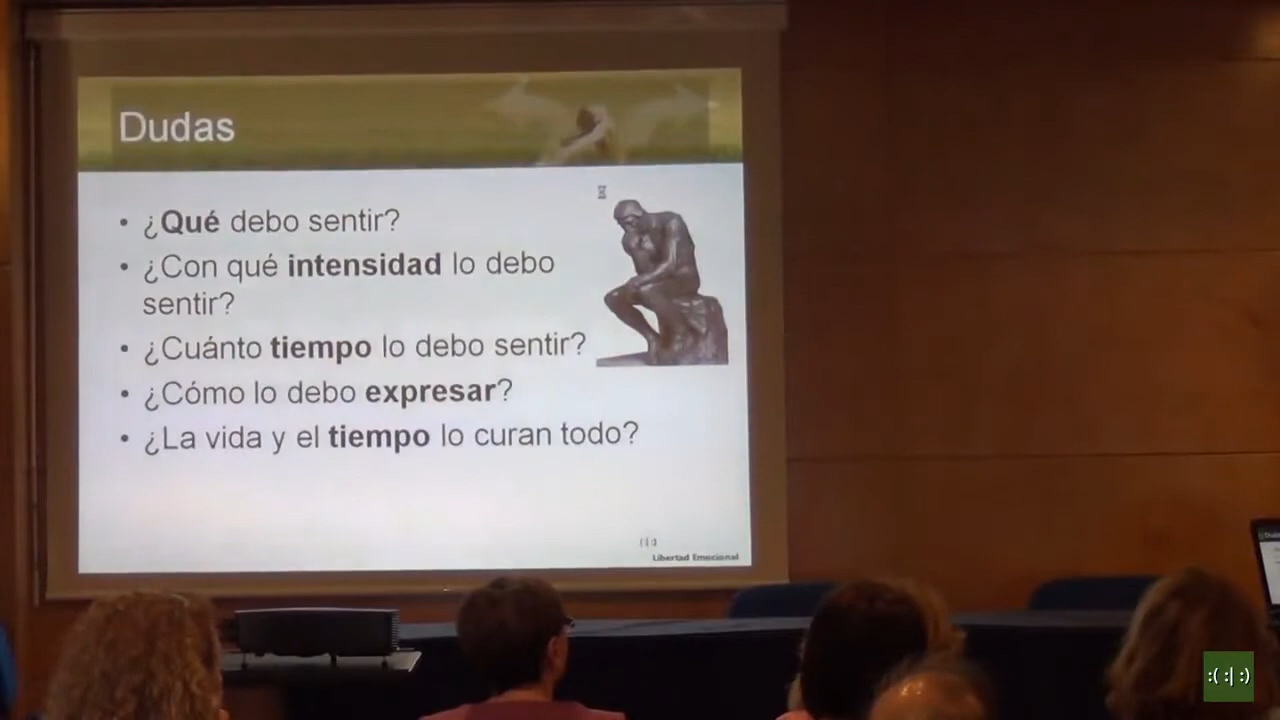 Dudas
• ¿Qué debo sentir?
• ¿Con qué intensidad lo debo
sentir?
• ¿Cuánto tiempo lo debo sentir?
• ¿Cómo lo debo expresar?
• ¿La vida y el tiempo lo curan todo?
Libertad Emocional
:( :| :)